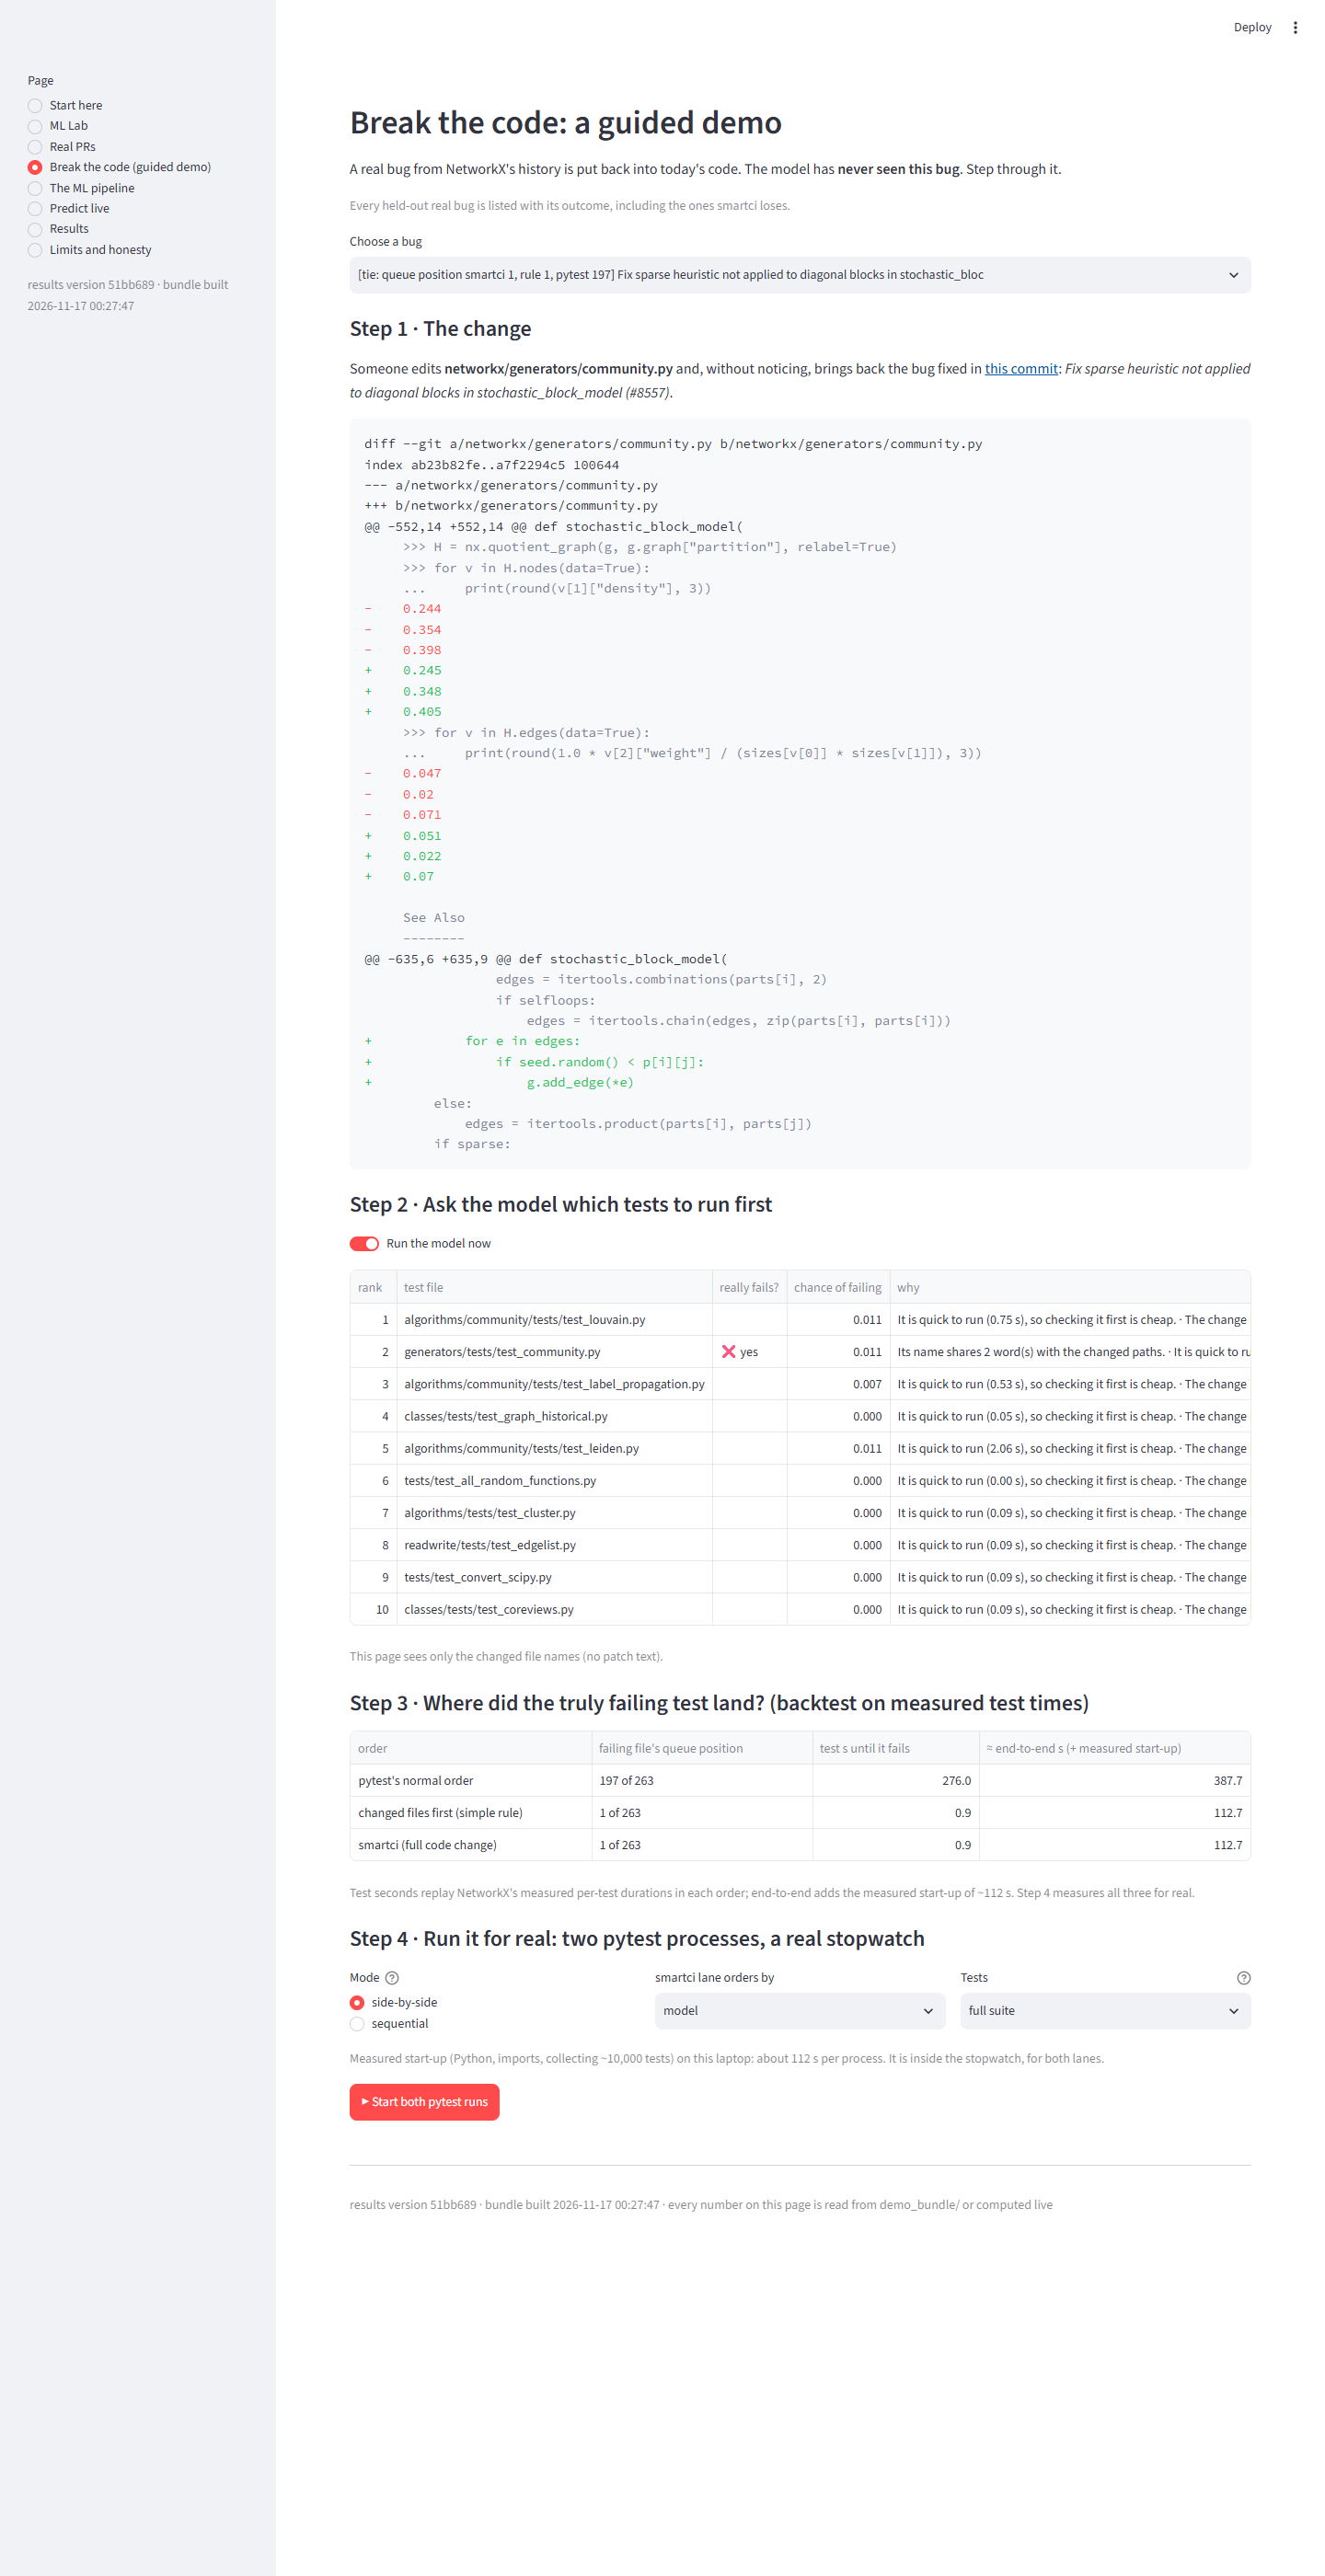 Deploy
Page
Start here
ML Lab
Real PRs
Break the code (guided demo)
The ML pipeline
Predict live
Results
Limits and honesty
results version 51bb689 · bundle built
2026-11-17 00:27:47
Break the code: a guided demo
A real bug from NetworkX's history is put back into today's code. The model has never seen this bug. Step through it.
Every held-out real bug is listed with its outcome, including the ones smartci loses.
Choose a bug
[tie: queue position smartci 1, rule 1, pytest 197] Fix sparse heuristic not applied to diagonal blocks in stochastic_bloc
Step 1 · The change
Someone edits networkx/generators/community.py and, without noticing, brings back the bug fixed in this commit: Fix sparse heuristic not applied
to diagonal blocks in stochastic_block_model (#8557).
diff --git a/networkx/generators/community.py b/networkx/generators/community.py
index ab23b82fe..a7f2294c5 100644
--- a/networkx/generators/community.py
+++ b/networkx/generators/community.py
@@ -552,14 +552,14 @@ def stochastic_block_model(
     >>> H = nx.quotient_graph(g, g.graph["partition"], relabel=True)
     >>> for v in H.nodes(data=True):
     ...     print(round(v[1]["density"], 3))
-    0.244
-    0.354
-    0.398
+    0.245
+    0.348
+    0.405
     >>> for v in H.edges(data=True):
     ...     print(round(1.0 * v[2]["weight"] / (sizes[v[0]] * sizes[v[1]]), 3))
-    0.047
-    0.02
-    0.071
+    0.051
+    0.022
+    0.07
     See Also
     --------
@@ -635,6 +635,9 @@ def stochastic_block_model(
                 edges = itertools.combinations(parts[i], 2)
                 if selfloops:
                     edges = itertools.chain(edges, zip(parts[i], parts[i]))
+            for e in edges:
+                if seed.random() < p[i][j]:
+                    g.add_edge(*e)
         else:
             edges = itertools.product(parts[i], parts[j])
         if sparse:
Step 2 · Ask the model which tests to run first
Run the model now
rank test file really fails? chance of failing why
1 algorithms/community/tests/test_louvain.py 0.011 It is quick to run (0.75 s), so checking it first is cheap. · The change
2 generators/tests/test_community.py ❌ yes 0.011 Its name shares 2 word(s) with the changed paths. · It is quick to ru
3 algorithms/community/tests/test_label_propagation.py 0.007 It is quick to run (0.53 s), so checking it first is cheap. · The change
4 classes/tests/test_graph_historical.py 0.000 It is quick to run (0.05 s), so checking it first is cheap. · The change
5 algorithms/community/tests/test_leiden.py 0.011 It is quick to run (2.06 s), so checking it first is cheap. · The change
6 tests/test_all_random_functions.py 0.000 It is quick to run (0.00 s), so checking it first is cheap. · The change
7 algorithms/tests/test_cluster.py 0.000 It is quick to run (0.09 s), so checking it first is cheap. · The change
8 readwrite/tests/test_edgelist.py 0.000 It is quick to run (0.09 s), so checking it first is cheap. · The change
9 tests/test_convert_scipy.py 0.000 It is quick to run (0.09 s), so checking it first is cheap. · The change
10 classes/tests/test_coreviews.py 0.000 It is quick to run (0.09 s), so checking it first is cheap. · The change
This page sees only the changed file names (no patch text).
Step 3 · Where did the truly failing test land? (backtest on measured test times)
order failing file's queue position test s until it fails ≈ end-to-end s (+ measured start-up)
pytest's normal order 197 of 263 276.0 387.7
changed files first (simple rule) 1 of 263 0.9 112.7
smartci (full code change) 1 of 263 0.9 112.7
Test seconds replay NetworkX's measured per-test durations in each order; end-to-end adds the measured start-up of ~112 s. Step 4 measures all three for real.
Step 4 · Run it for real: two pytest processes, a real stopwatch
Mode smartci lane orders by Tests
side-by-side
sequential
model
full suite
Measured start-up (Python, imports, collecting ~10,000 tests) on this laptop: about 112 s per process. It is inside the stopwatch, for both lanes.
▶ Start both pytest runs
results version 51bb689 · bundle built 2026-11-17 00:27:47 · every number on this page is read from demo_bundle/ or computed live